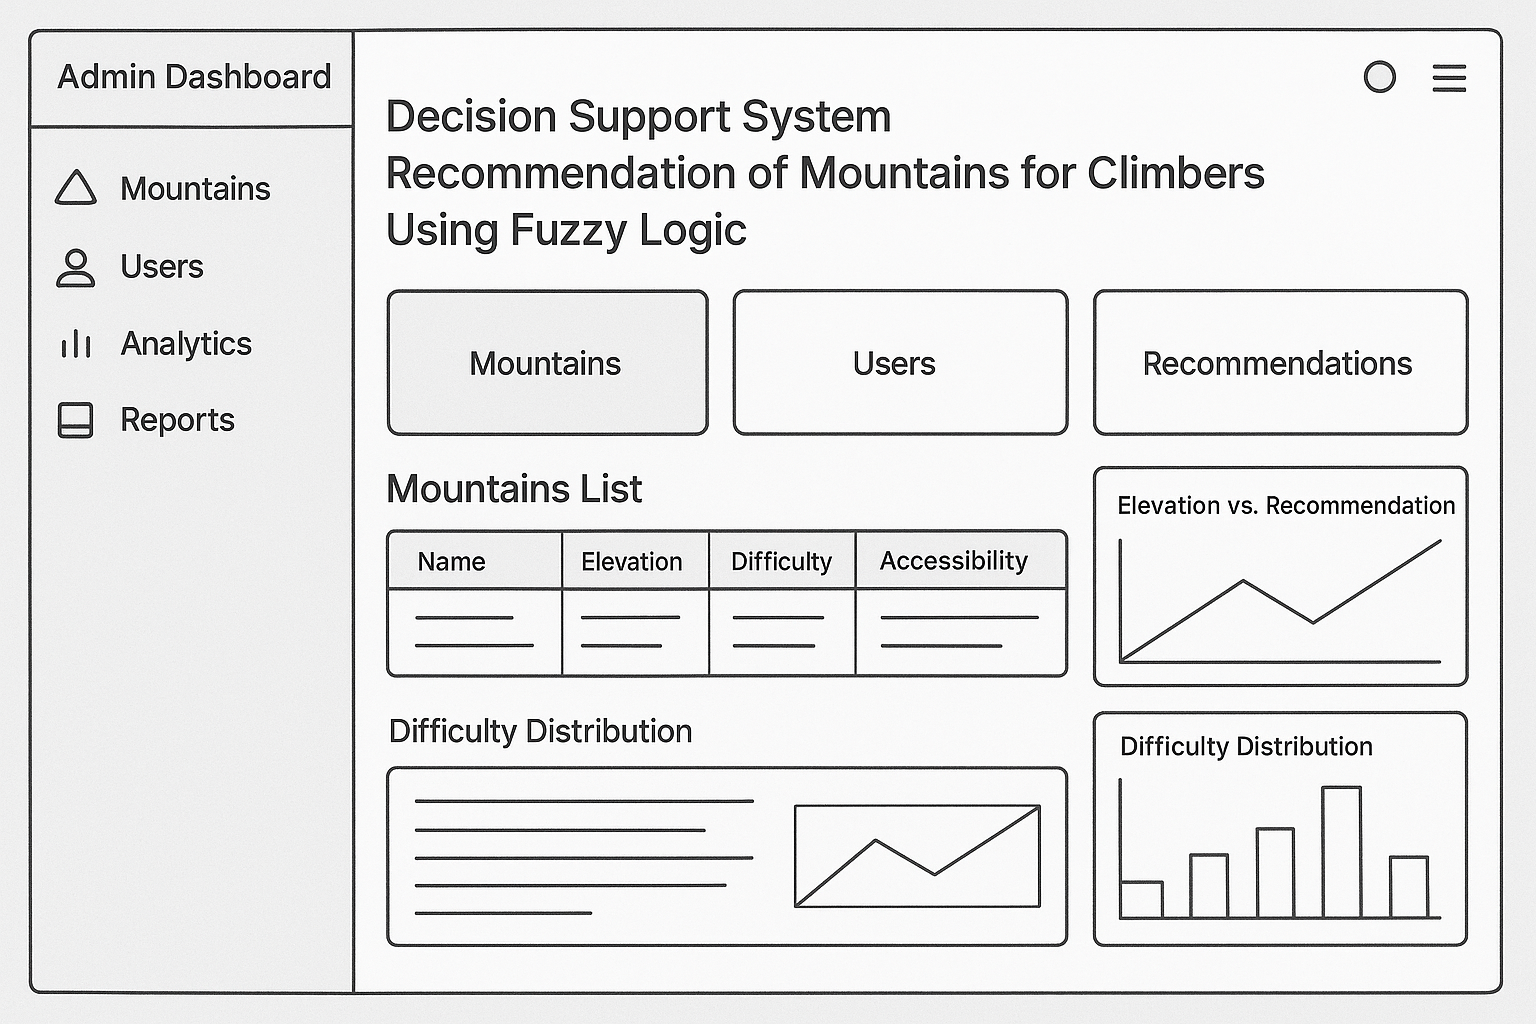 Admin Dashboard
Mountains
Users
Analytics
Reports
Decision Support System
Recommendation of Mountains for Climbers
Using Fuzzy Logic
Mountains
Users
Recommendations
Mountains List
Name
Elevation
Difficulty
Accessibility
Elevation vs. Recommendation
Difficulty Distribution
Difficulty Distribution